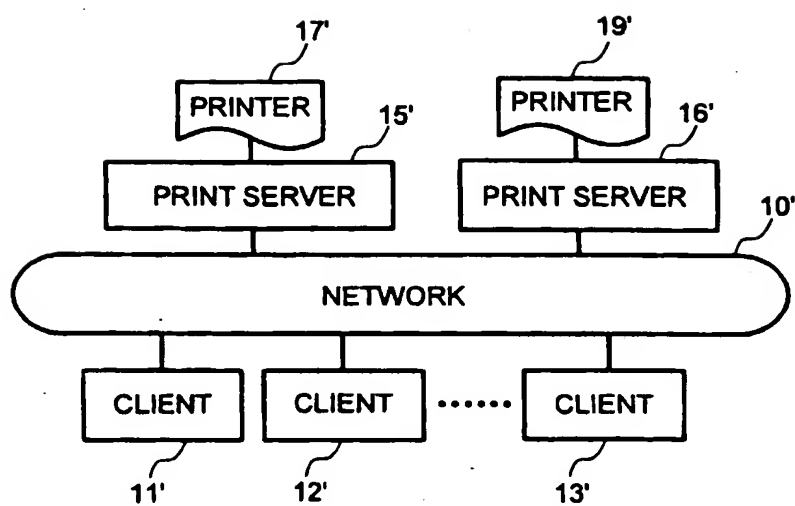 17'
19'
PRINTER
PRINTER
15'
16'
PRINT SERVER
PRINT SERVER
10'
NETWORK
CLIENT
CLIENT
......
CLIENT
11'
12'
13'